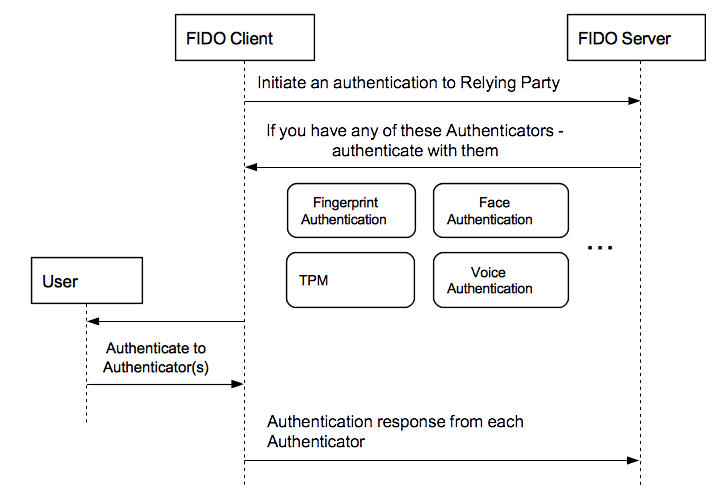 FIDO Client
FIDO Server
Initiate an authentication to Relying Party
If you have any of these Authenticators -
authenticate with them
Fingerprint
Authentication
Face
Authentication
...
TPM
Voice
Authentication
User
Authenticate to
Authenticator(s)
Authentication response from each
Authenticator